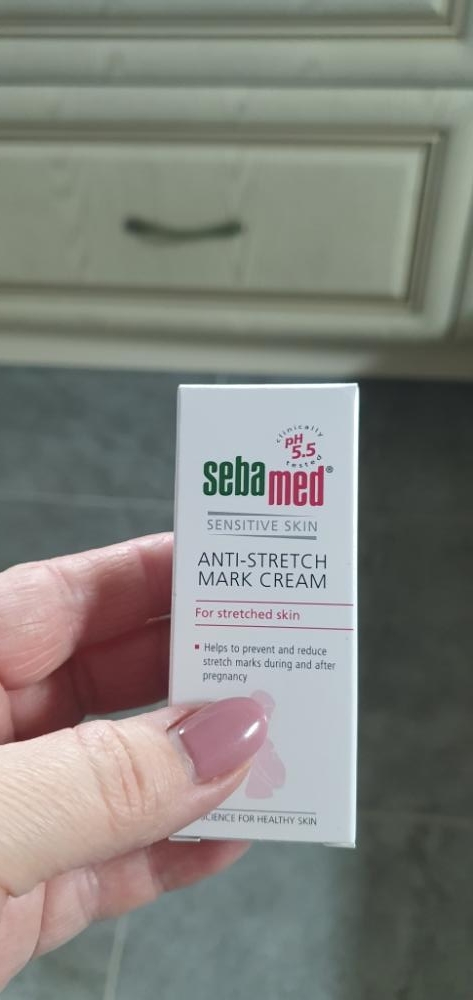 clinically
pH
5.5
tested
sebamed®
SENSITIVE SKIN
ANTI-STRETCH
MARK CREAM
For stretched skin
▪ Helps to prevent and reduce
stretch marks during and after
pregnancy
SCIENCE FOR HEALTHY SKIN